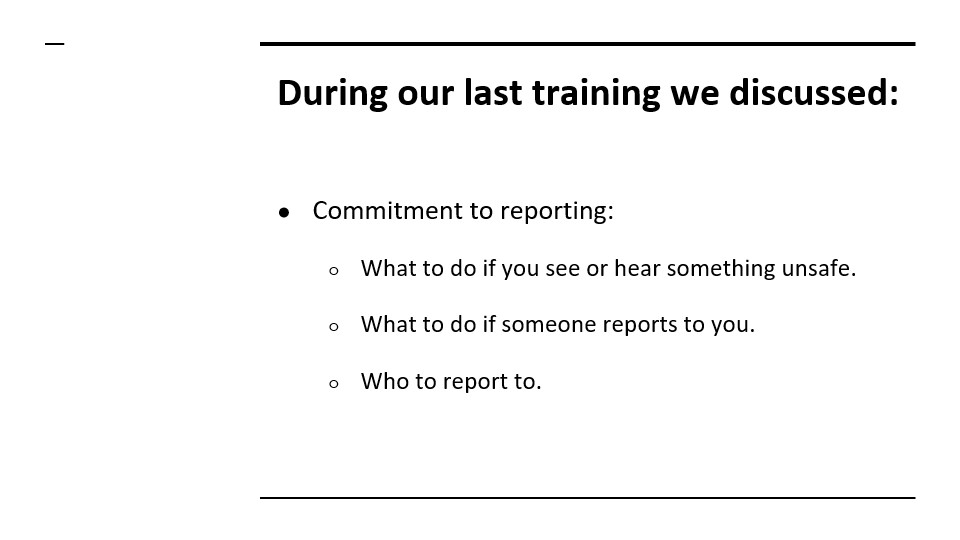 During our last training we discussed:
● Commitment to reporting:
○ What to do if you see or hear something unsafe.
○ What to do if someone reports to you.
○ Who to report to.